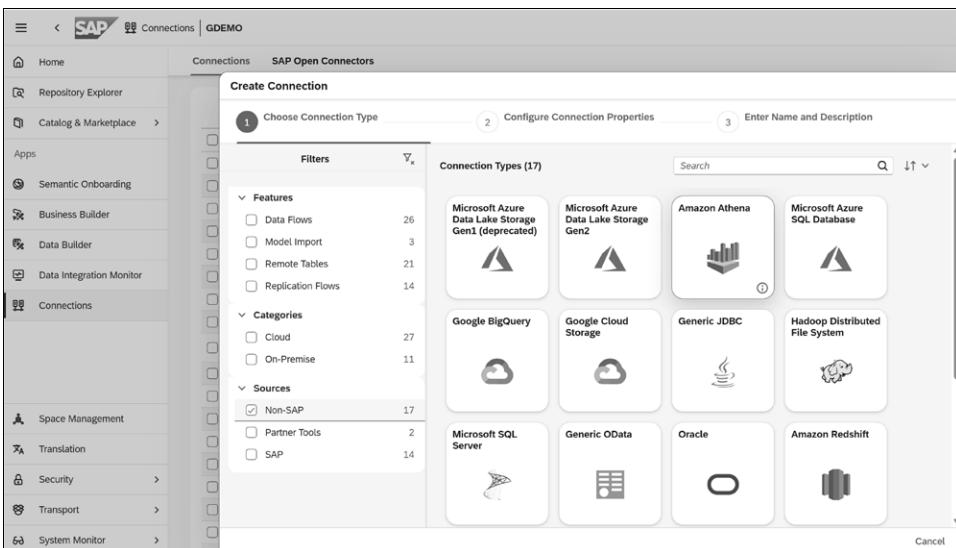 SAP Connections GDEMO
Home
Repository Explorer
Catalog & Marketplace
Apps
Semantic Onboarding
Business Builder
Data Builder
Data Integration Monitor
Connections
Space Management
Translation
Security
Transport
System Monitor
Connections SAP Open Connectors
Create Connection
1 Choose Connection Type 2 Configure Connection Properties 3 Enter Name and Description
Filters
Features
Data Flows 26
Model Import 3
Remote Tables 21
Replication Flows 14
Categories
Cloud 27
On-Premise 11
Sources
Non-SAP 17
Partner Tools 2
SAP 14
Connection Types (17) Search
Microsoft Azure
Data Lake Storage
Gen1 (deprecated)
Microsoft Azure
Data Lake Storage
Gen2
Amazon Athena
Microsoft Azure
SQL Database
Google BigQuery
Google Cloud
Storage
Generic JDBC
Hadoop Distributed
File System
Microsoft SQL
Server
Generic OData
Oracle
Amazon Redshift
Cancel